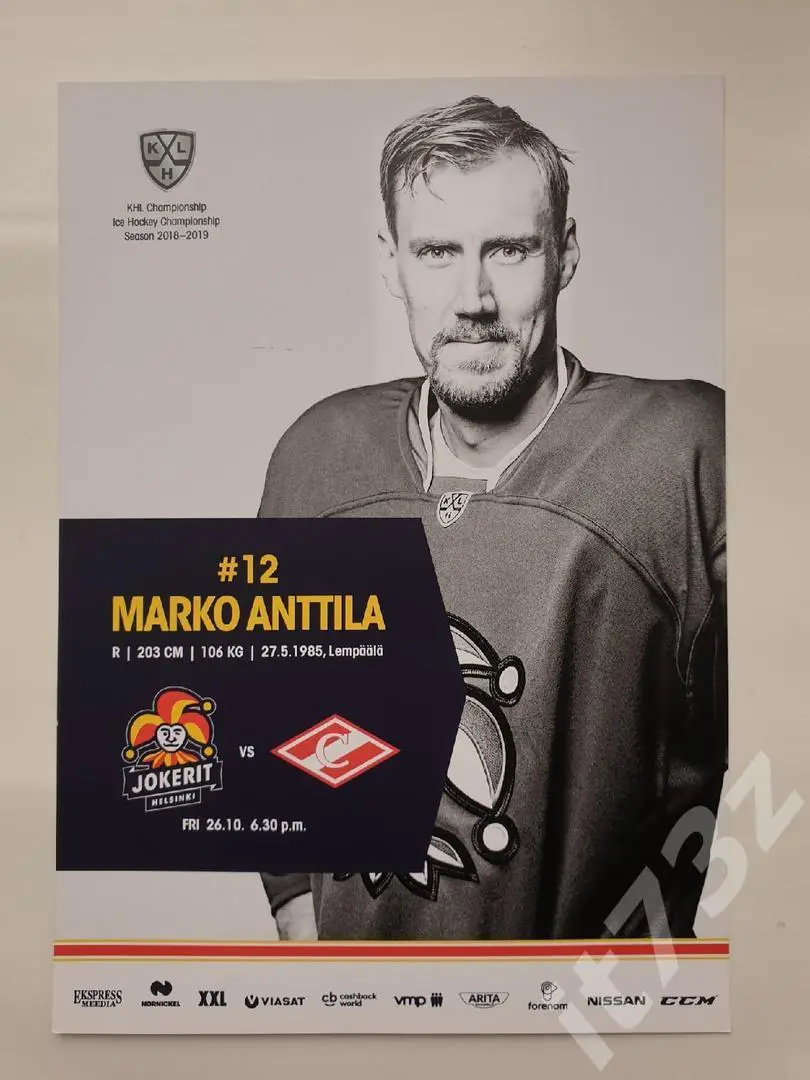 K L
H
KHL Championship
Ice Hockey Championship
Season 2018–2019
K L
H
#12
MARKO ANTTILA
R | 203 CM | 106 KG | 27.5.1985, Lempäälä
JOKERIT
HELSINKI
vs
C
FRI 26.10. 6.30 p.m.
EKSPRESS MEEDIA
NORNICKEL
XXL
VIASAT
cb cashback world
vmp
ARITA
forenom
NISSAN
CCM
it73z